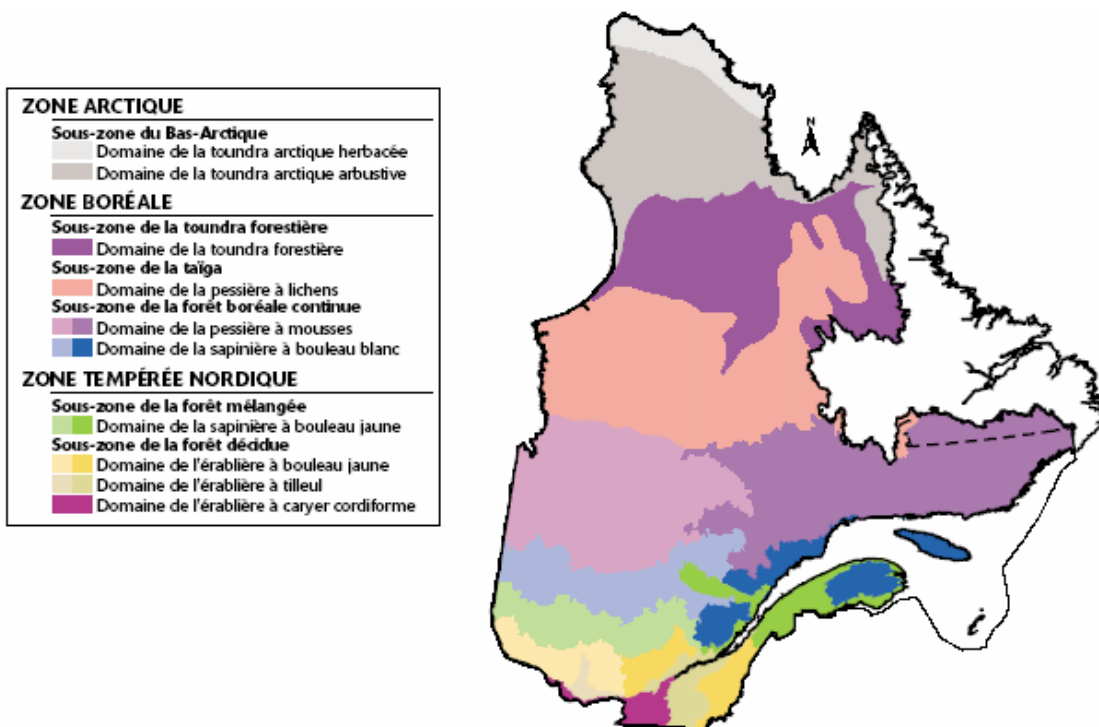 ZONE ARCTIQUE
Sous-zone du Bas-Arctique
Domaine de la toundra arctique herbacée
Domaine de la toundra arctique arbustive
ZONE BORÉALE
Sous-zone de la toundra forestière
Domaine de la toundra forestière
Sous-zone de la taïga
Domaine de la pessière à lichens
Sous-zone de la forêt boréale continue
Domaine de la pessière à mousses
Domaine de la sapinière à bouleau blanc
ZONE TEMPÉRÉE NORDIQUE
Sous-zone de la forêt mélangée
Domaine de la sapinière à bouleau jaune
Sous-zone de la forêt décidue
Domaine de l'érablière à bouleau jaune
Domaine de l'érablière à tilleul
Domaine de l'érablière à caryer cordiforme
N